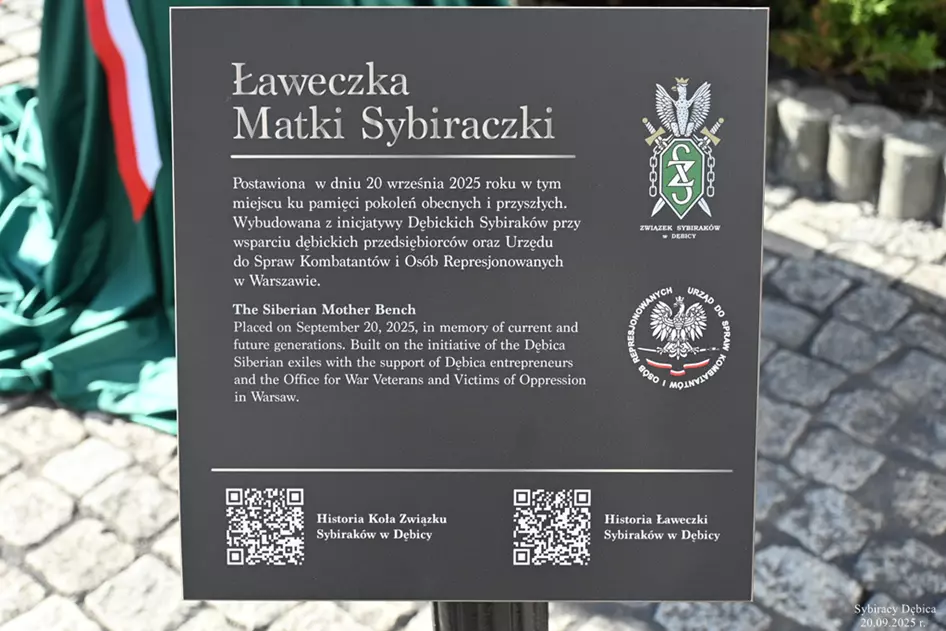 Ławeczka
Matki Sybiraczki
Postawiona w dniu 20 września 2025 roku w tym
miejscu ku pamięci pokoleń obecnych i przyszłych.
Wybudowana z inicjatywy Dębickich Sybiraków przy
wsparciu dębickich przedsiębiorców oraz Urzędu
do Spraw Kombatantów i Osób Represjonowanych
w Warszawie.
The Siberian Mother Bench
Placed on September 20, 2025, in memory of current and
future generations. Built on the initiative of the Dębica
Siberian exiles with the support of Dębica entrepreneurs
and the Office for War Veterans and Victims of Oppression
in Warsaw.
ZWIĄZEK SYBIRAKÓW
w DĘBICY
URZĄD DO SPRAW KOMBATANTÓW I OSÓB REPRESJONOWANYCH
Historia Koła Związku
Sybiraków w Dębicy
Historia Ławeczki
Sybiraków w Dębicy
Sybiracy Dębica
20.09.2025 r.